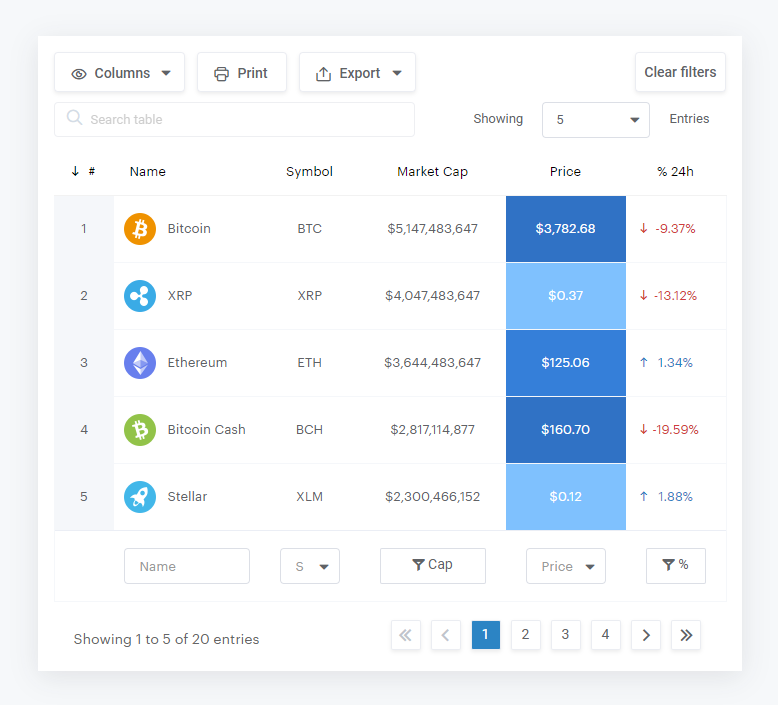 Columns Print Export Clear filters
Search table Showing 5 Entries
# Name Symbol Market Cap Price % 24h
1 Bitcoin BTC $5,147,483,647 $3,782.68 -9.37%
2 XRP XRP $4,047,483,647 $0.37 -13.12%
3 Ethereum ETH $3,644,483,647 $125.06 1.34%
4 Bitcoin Cash BCH $2,817,114,877 $160.70 -19.59%
5 Stellar XLM $2,300,466,152 $0.12 1.88%
Name S Cap Price %
Showing 1 to 5 of 20 entries 1 2 3 4